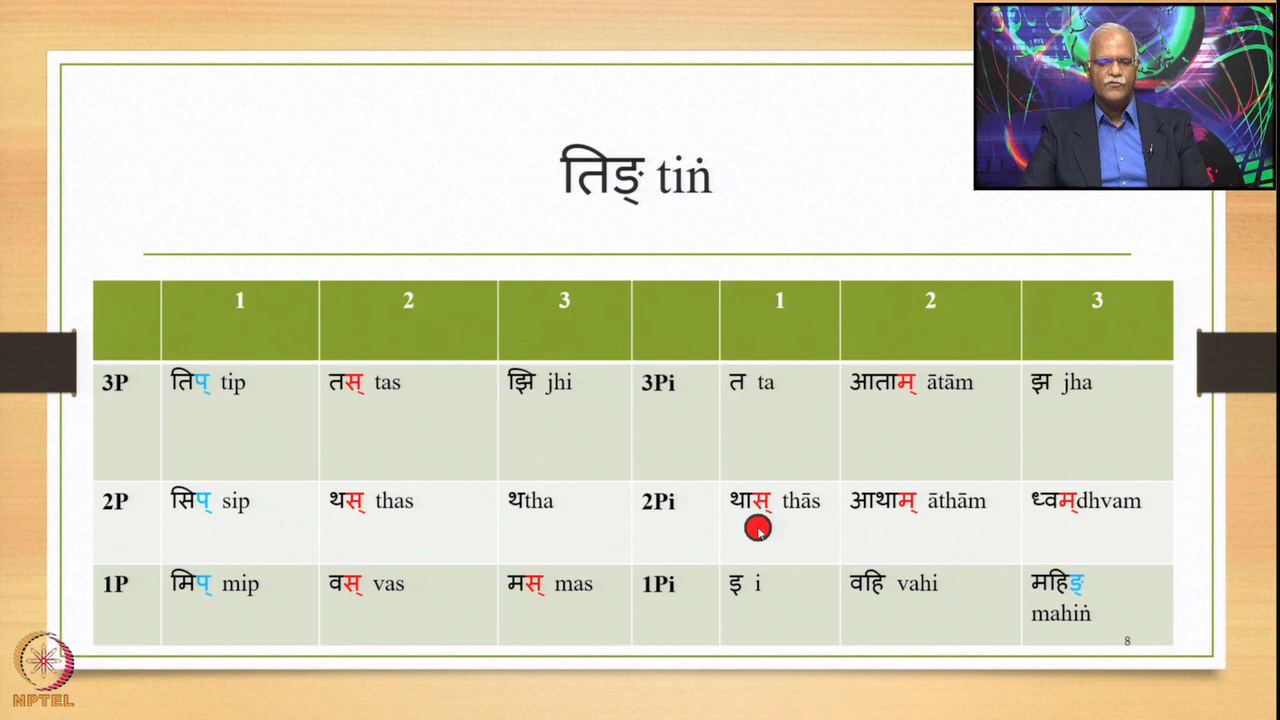 तिङ् tiṅ
1 2 3 1 2 3
3P तिप् tip तस् tas झि jhi 3Pi त ta आताम् ātām झ jha
2P सिप् sip थस् thas थtha 2Pi थास् thās आथाम् āthām ध्वम्dhvam
1P मिप् mip वस् vas मस् mas 1Pi इ i वहि vahi महिङ्
mahiṅ
8
NPTEL